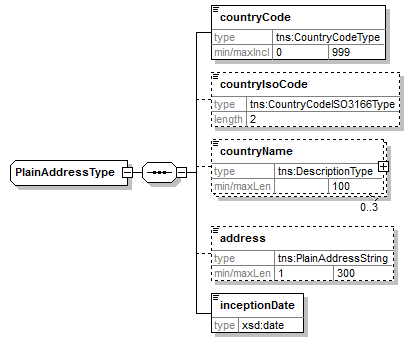 countryCode
type tns:CountryCodeType
min/maxIncl 0 999
countryIsoCode
type tns:CountryCodeISO3166Type
length 2
countryName
type tns:DescriptionType
min/maxLen 100
0..3
PlainAddressType
address
type tns:PlainAddressString
min/maxLen 1 300
inceptionDate
type xsd:date